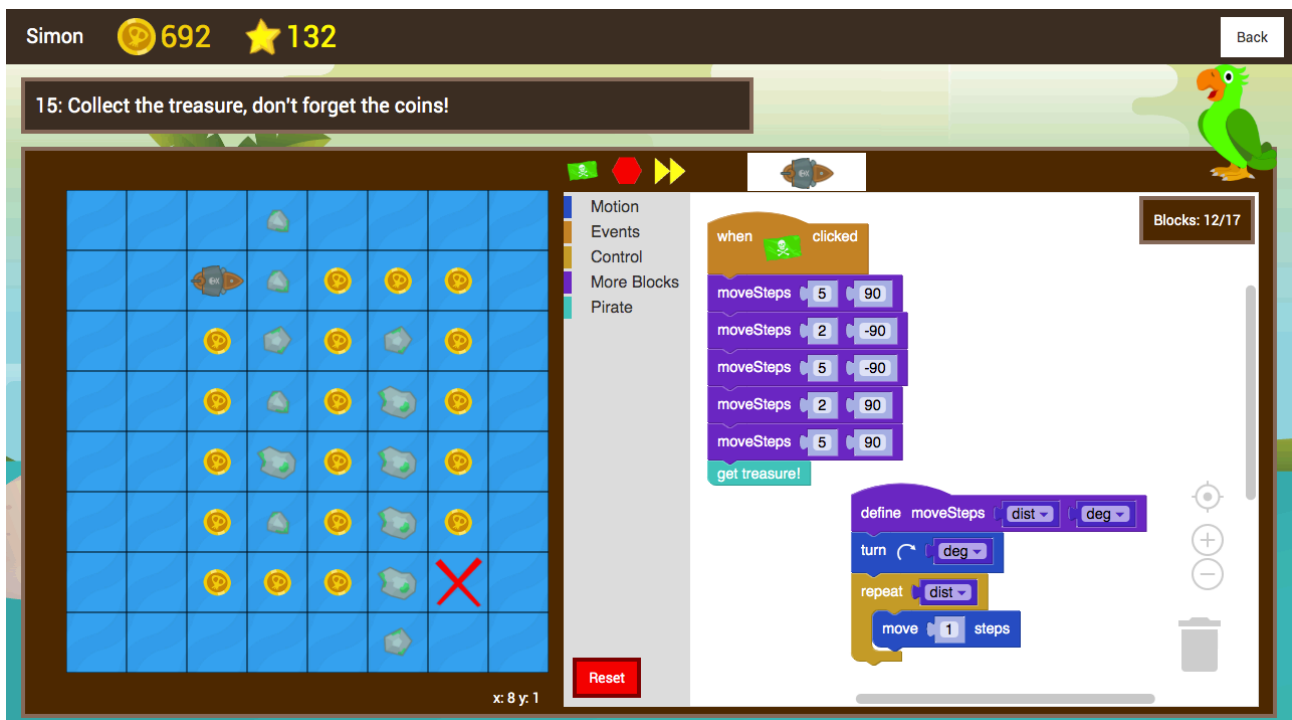 Simon 692 132 Back
15: Collect the treasure, don't forget the coins!
Motion
Events
Control
More Blocks
Pirate
Blocks: 12/17
when clicked
moveSteps 5 90
moveSteps 2 -90
moveSteps 5 -90
moveSteps 2 90
moveSteps 5 90
get treasure!
define moveSteps dist deg
turn deg
repeat dist
move 1 steps
Reset
x: 8 y: 1